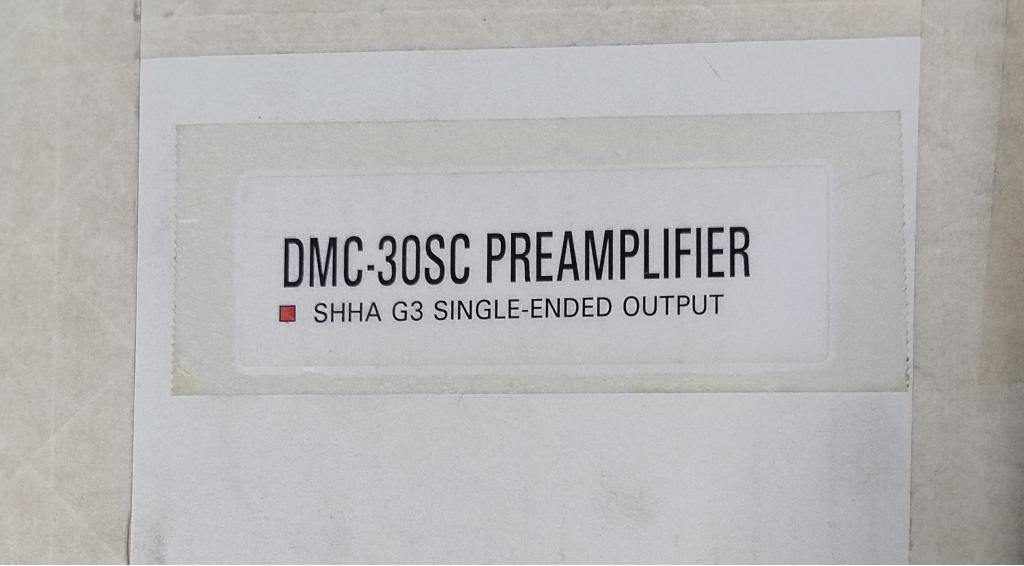 DMC-30SC PREAMPLIFIER
SHHA G3 SINGLE-ENDED OUTPUT